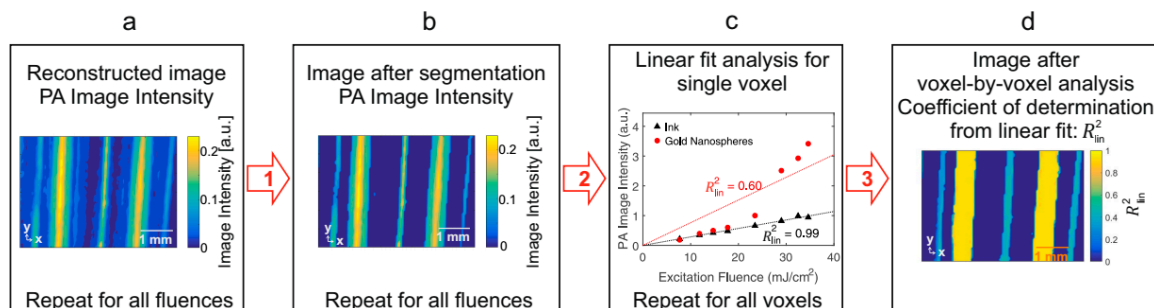 a
Reconstructed image
PA Image Intensity
0.2
0.1
0
Image Intensity [a.u.]
y
x
1 mm
Repeat for all fluences
1
b
Image after segmentation
PA Image Intensity
0.2
0.1
0
Image Intensity [a.u.]
y
x
1 mm
Repeat for all fluences
2
c
Linear fit analysis for
single voxel
PA Image Intensity (a.u.)
4
3
2
1
0
Ink
Gold Nanospheres
R²lin = 0.60
R²lin = 0.99
0 10 20 30 40
Excitation Fluence (mJ/cm²)
Repeat for all voxels
3
d
Image after
voxel-by-voxel analysis
Coefficient of determination
from linear fit: R²lin
1
0.8
0.6
0.4
0.2
0
R²lin
y
x
1 mm